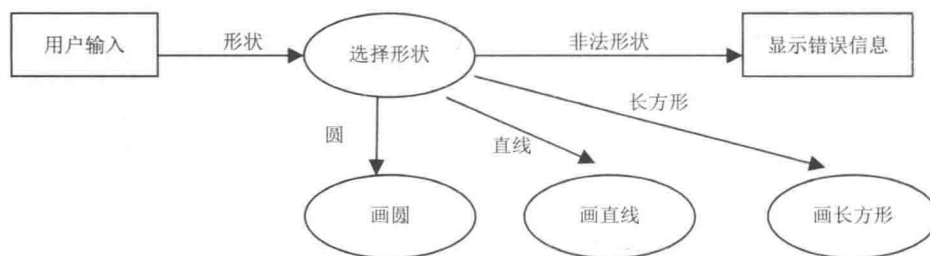 用户输入
形状
选择形状
非法形状
显示错误信息
长方形
圆
直线
画圆
画直线
画长方形